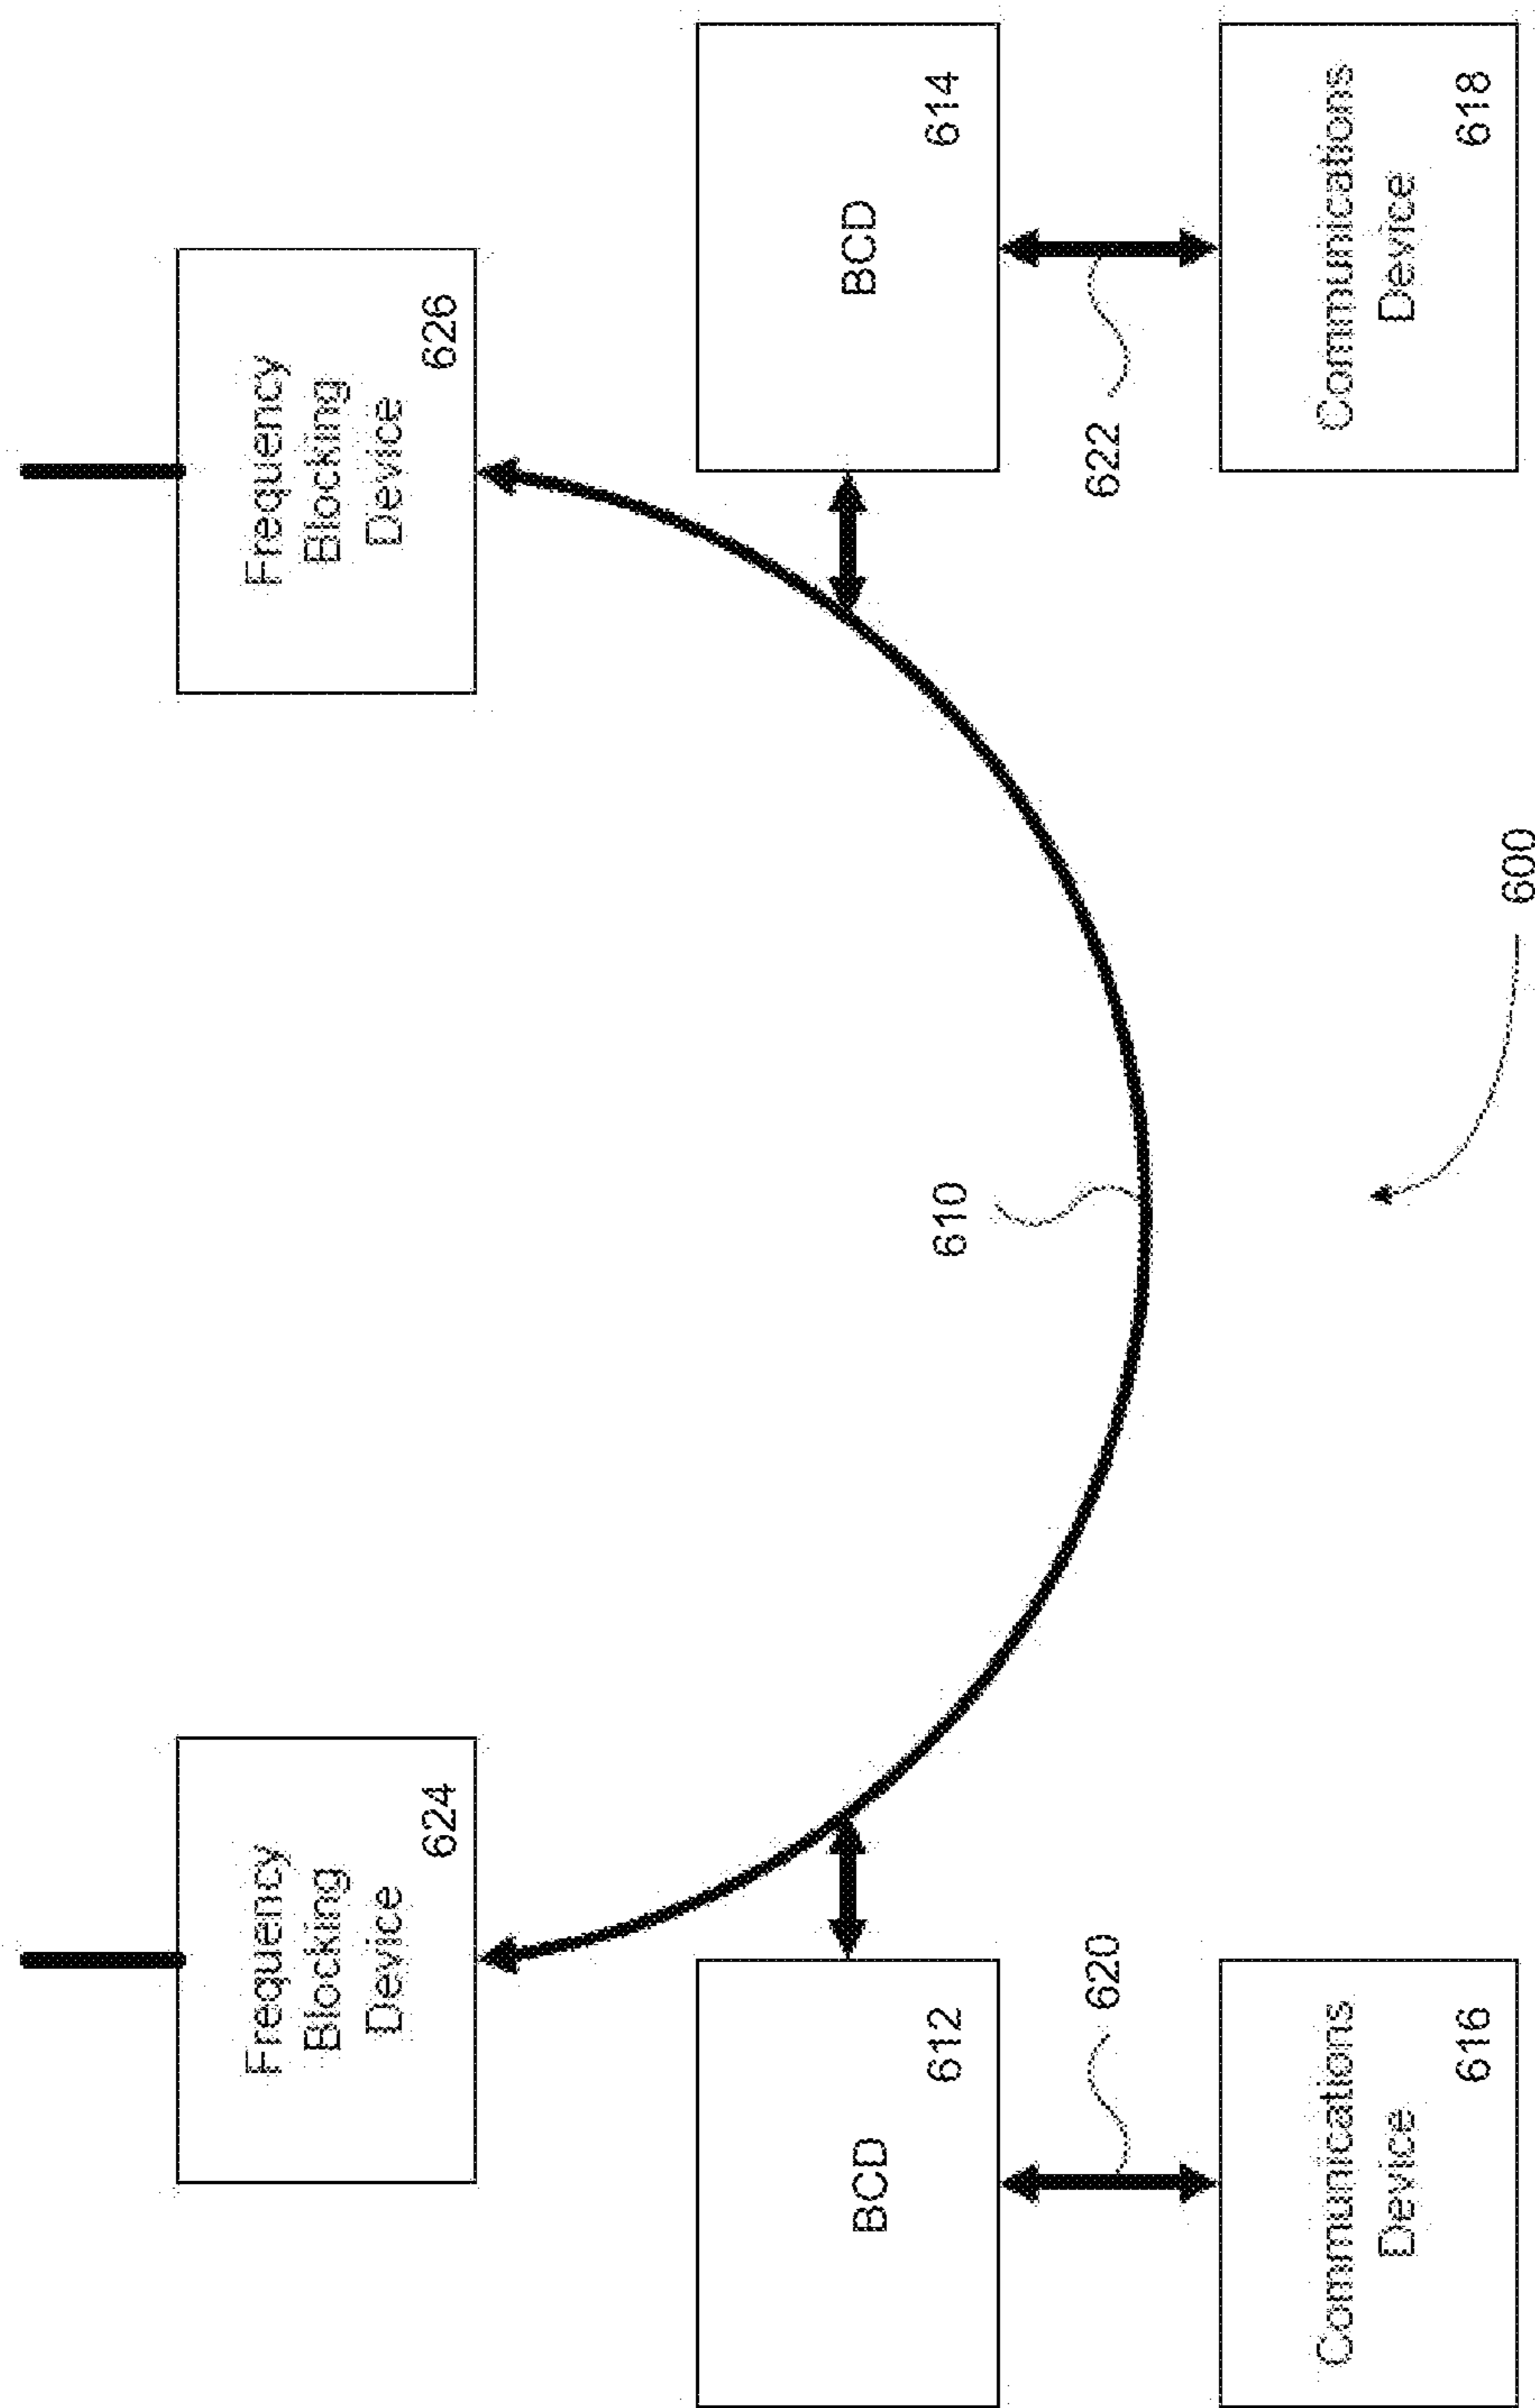 Frequency
Blocking
Device
624
Frequency
Blocking
Device
626
BCD
612
610
BCD
614
620
622
Communications
Device
616
Communications
Device
618
600